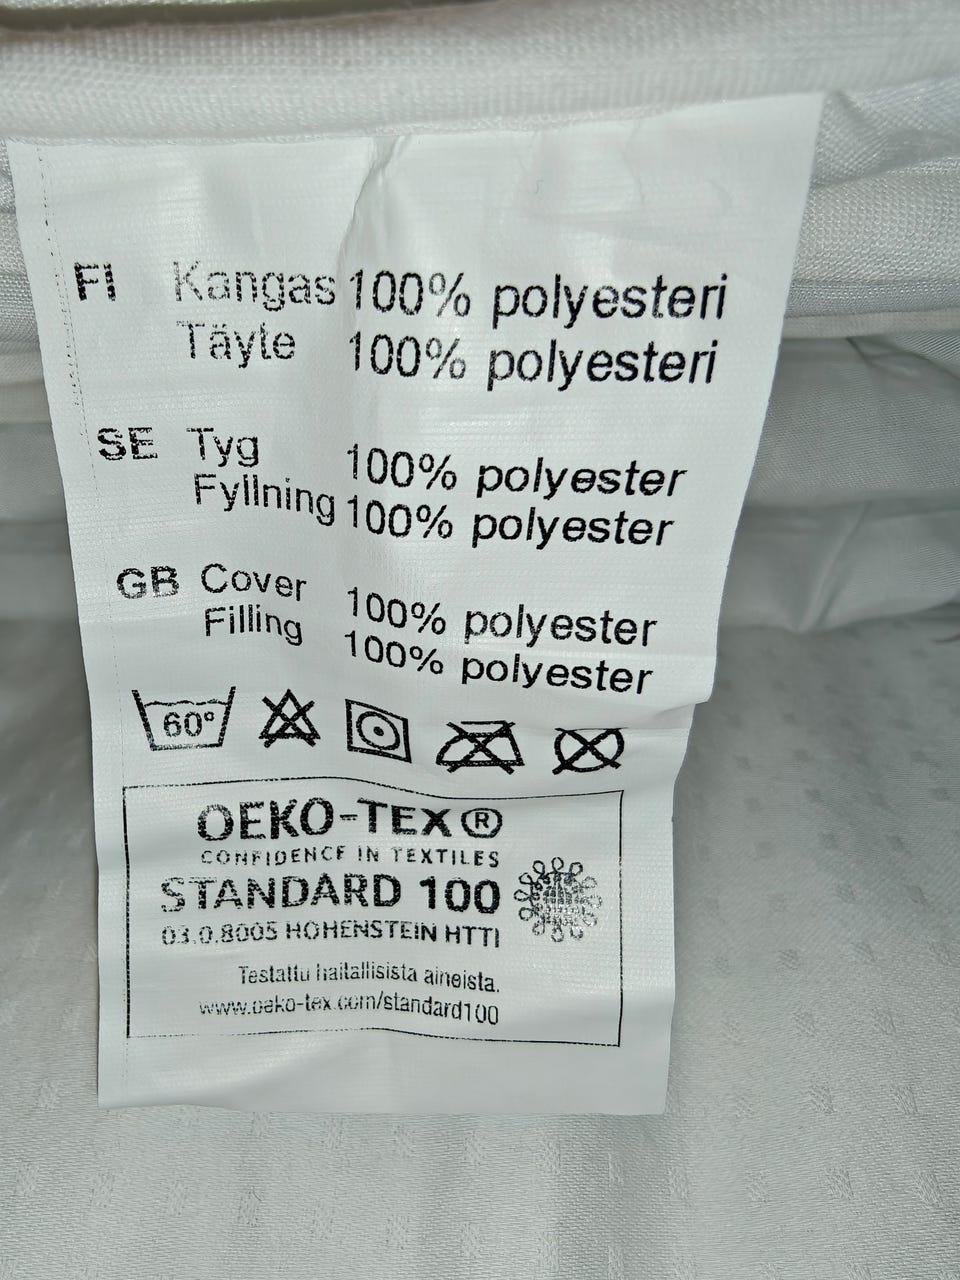 FI Kangas 100% polyesteri
Täyte 100% polyesteri
SE Tyg 100% polyester
Fyllning 100% polyester
GB Cover 100% polyester
Filling 100% polyester
60°
OEKO-TEX®
CONFIDENCE IN TEXTILES
STANDARD 100
03.0.8005 HOHENSTEIN HTTI
Testattu haitallisista aineista.
www.oeko-tex.com/standard100